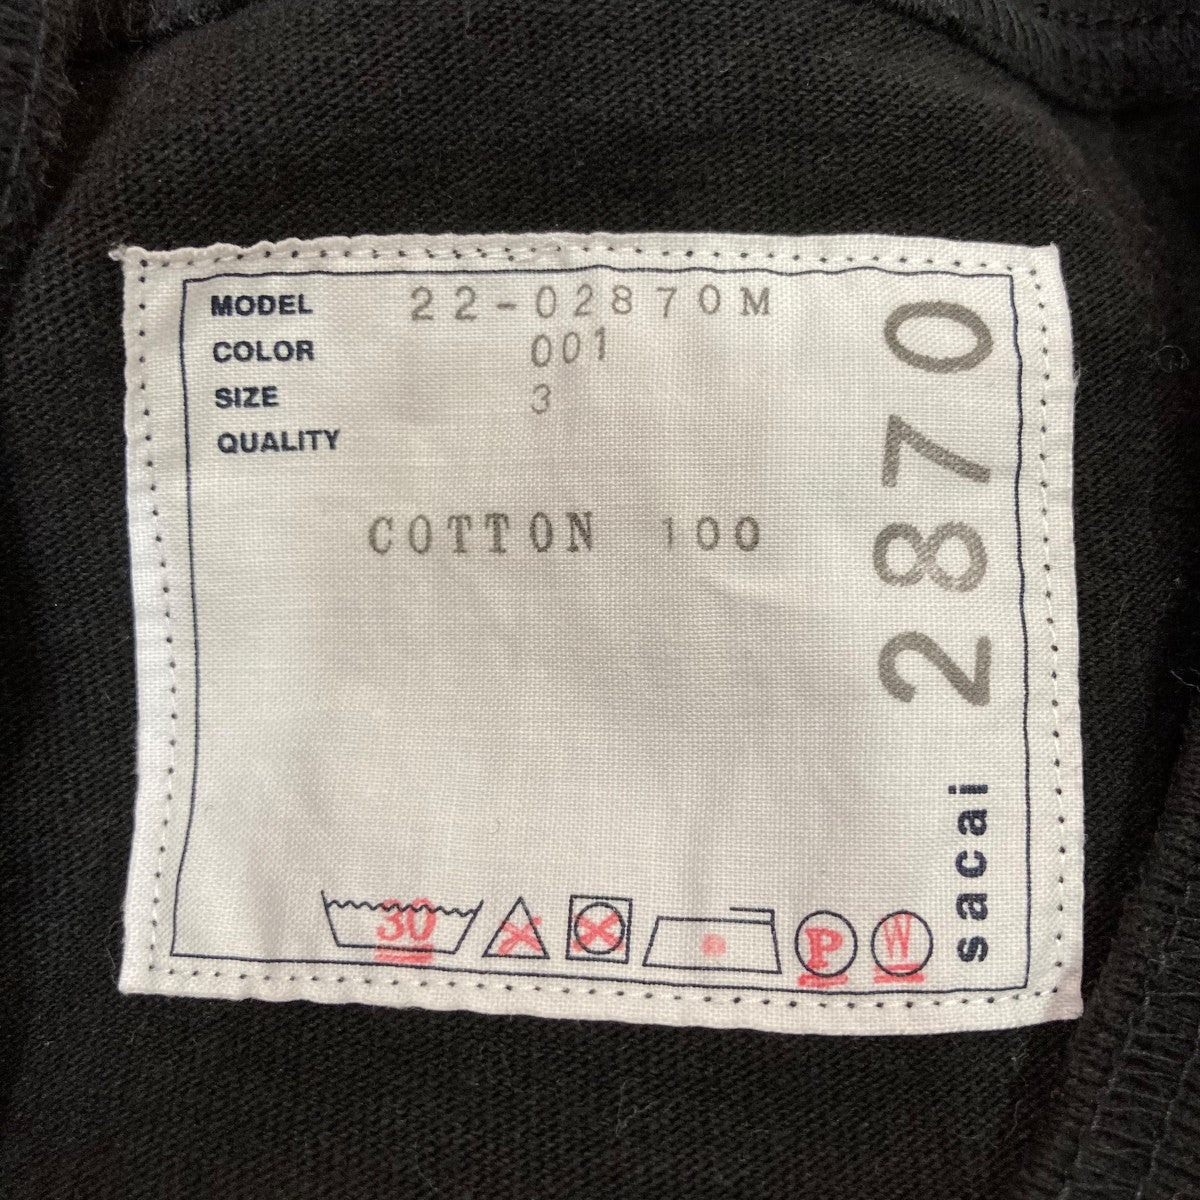 MODEL 22-02870M
COLOR 001
SIZE 3
QUALITY
COTTON 100
2870
sacai
30
P
W